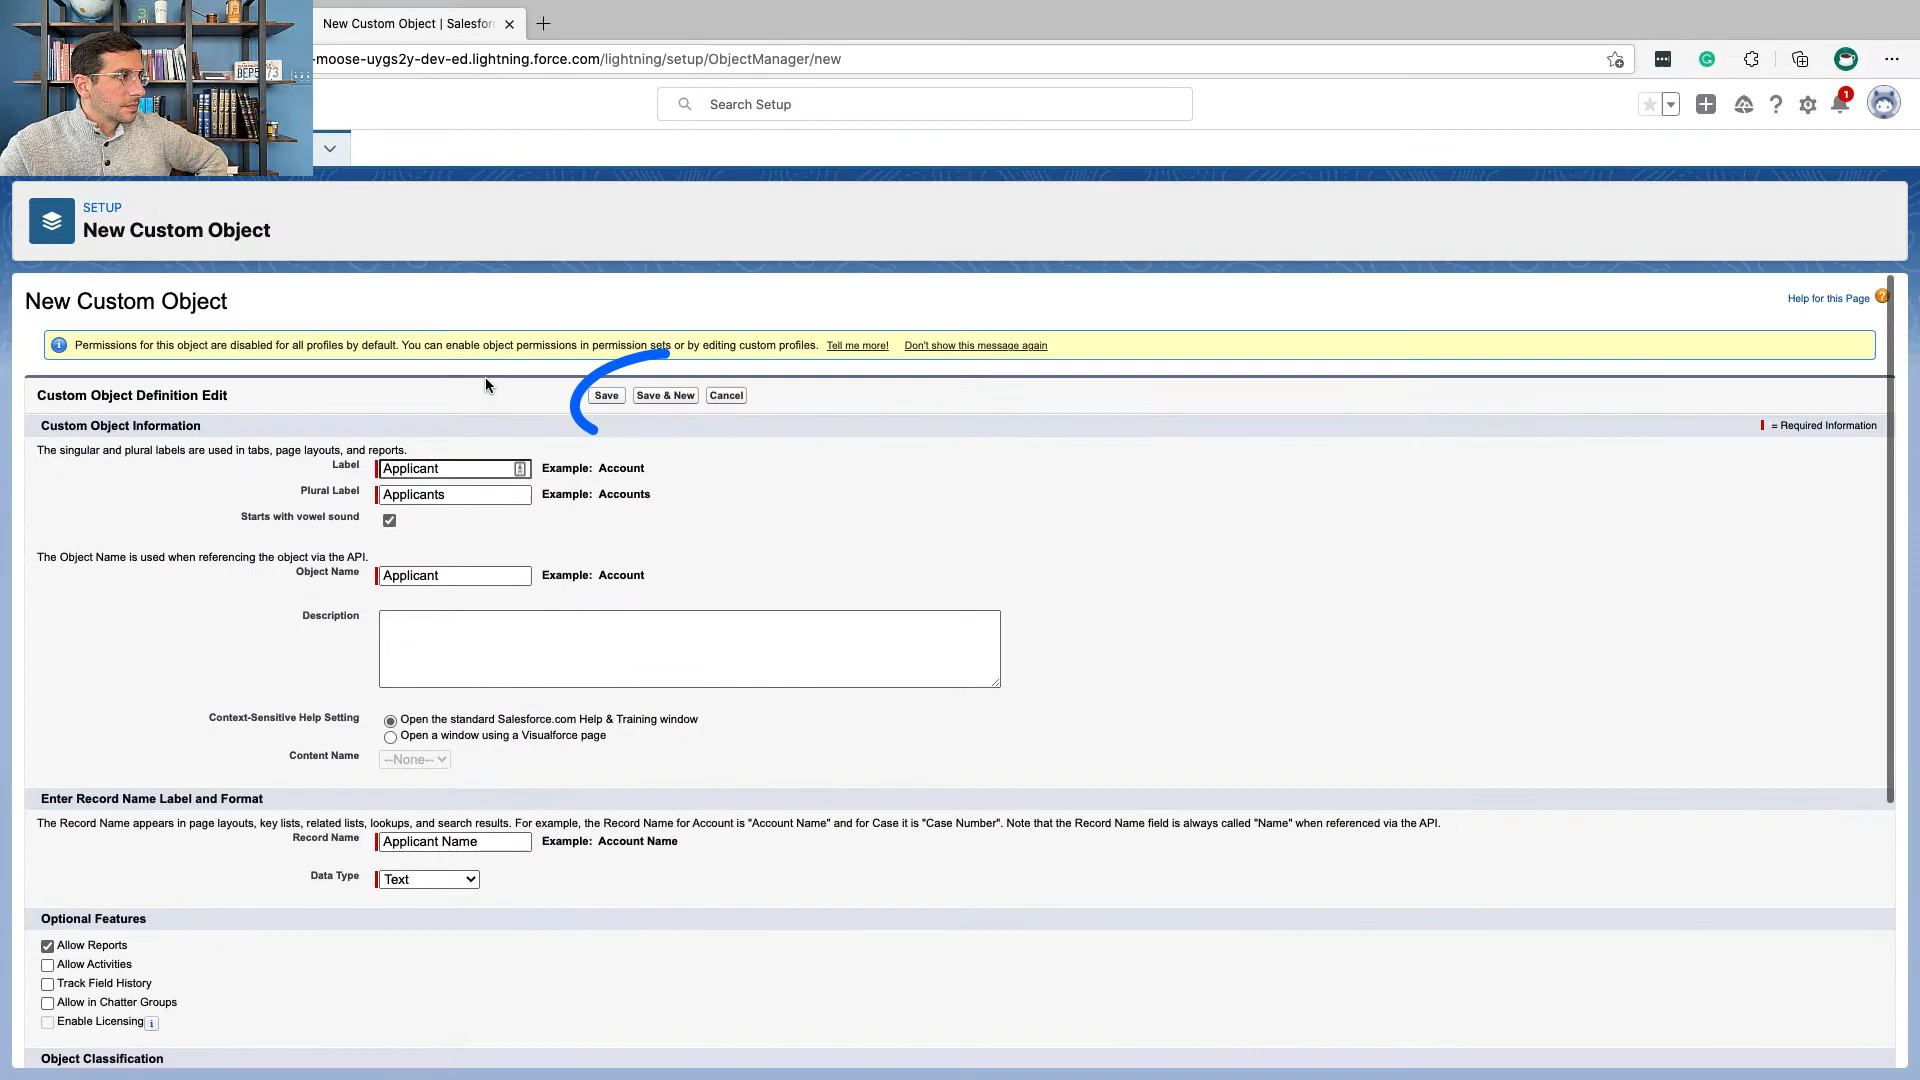 New Custom Object | Salesfor
-moose-uygs2y-dev-ed.lightning.force.com/lightning/setup/ObjectManager/new
Search Setup
1
SETUP
New Custom Object
New Custom Object
Help for this Page
Permissions for this object are disabled for all profiles by default. You can enable object permissions in permission sets or by editing custom profiles. Tell me more! Don't show this message again
Custom Object Definition Edit Save Save & New Cancel
Custom Object Information = Required Information
The singular and plural labels are used in tabs, page layouts, and reports.
Label Applicant Example: Account
Plural Label Applicants Example: Accounts
Starts with vowel sound
The Object Name is used when referencing the object via the API.
Object Name Applicant Example: Account
Description
Context-Sensitive Help Setting Open the standard Salesforce.com Help & Training window
Open a window using a Visualforce page
Content Name --None--
Enter Record Name Label and Format
The Record Name appears in page layouts, key lists, related lists, lookups, and search results. For example, the Record Name for Account is "Account Name" and for Case it is "Case Number". Note that the Record Name field is always called "Name" when referenced via the API.
Record Name Applicant Name Example: Account Name
Data Type Text
Optional Features
Allow Reports
Allow Activities
Track Field History
Allow in Chatter Groups
Enable Licensing i
Object Classification